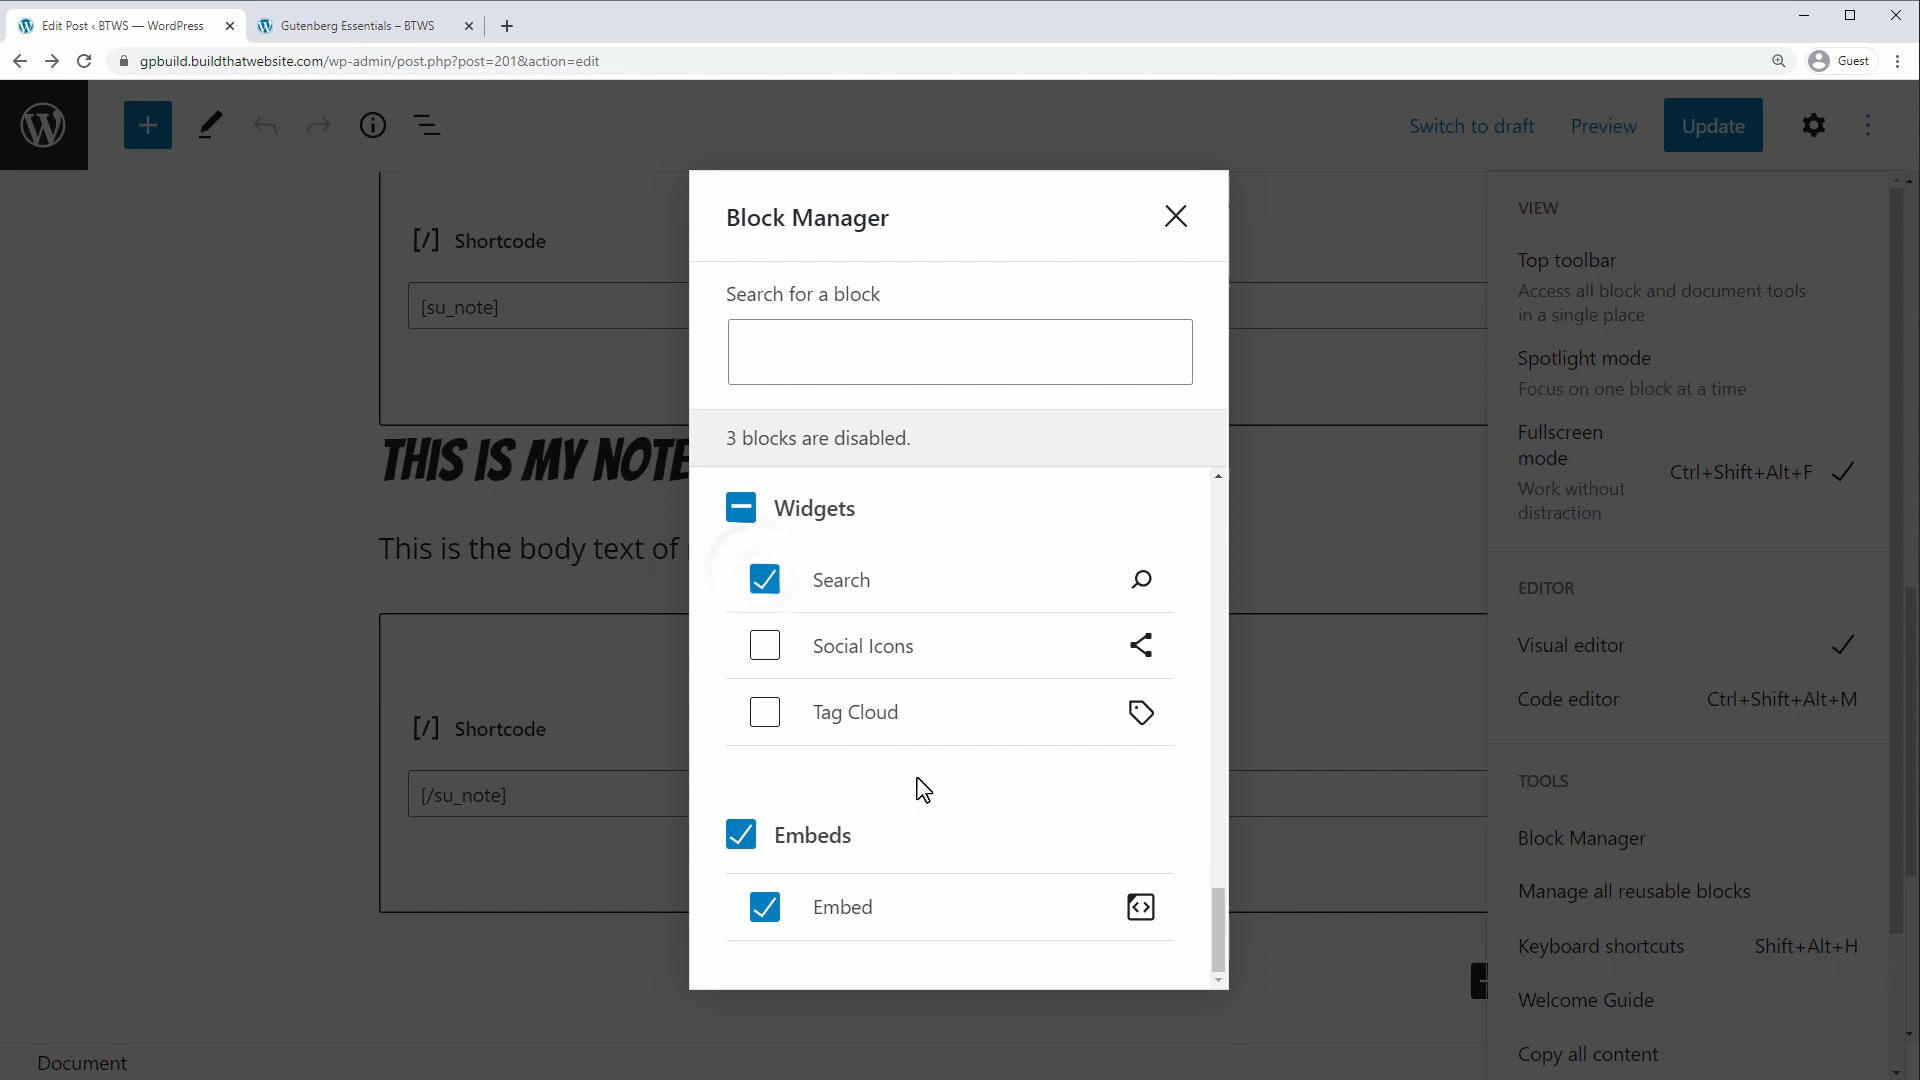 Edit Post ‹ BTWS — WordPress
Gutenberg Essentials – BTWS
gpbuild.buildthatwebsite.com/wp-admin/post.php?post=201&action=edit
Guest
Switch to draft
Preview
Update
[/] Shortcode
[su_note]
THIS IS MY NOTE
This is the body text of
[/] Shortcode
[/su_note]
Document
Block Manager
Search for a block
3 blocks are disabled.
Widgets
Search
Social Icons
Tag Cloud
Embeds
Embed
VIEW
Top toolbar
Access all block and document tools
in a single place
Spotlight mode
Focus on one block at a time
Fullscreen
mode
Ctrl+Shift+Alt+F
Work without
distraction
EDITOR
Visual editor
Code editor
Ctrl+Shift+Alt+M
TOOLS
Block Manager
Manage all reusable blocks
Keyboard shortcuts
Shift+Alt+H
Welcome Guide
Copy all content